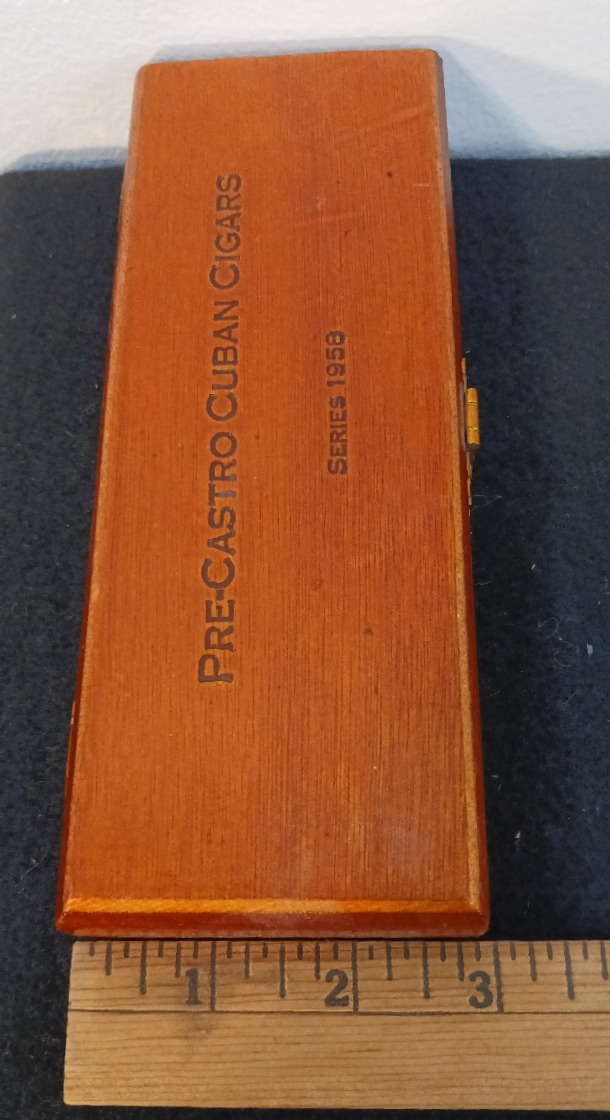 PRE-CASTRO CUBAN CIGARS
SERIES 1958
1 2 3